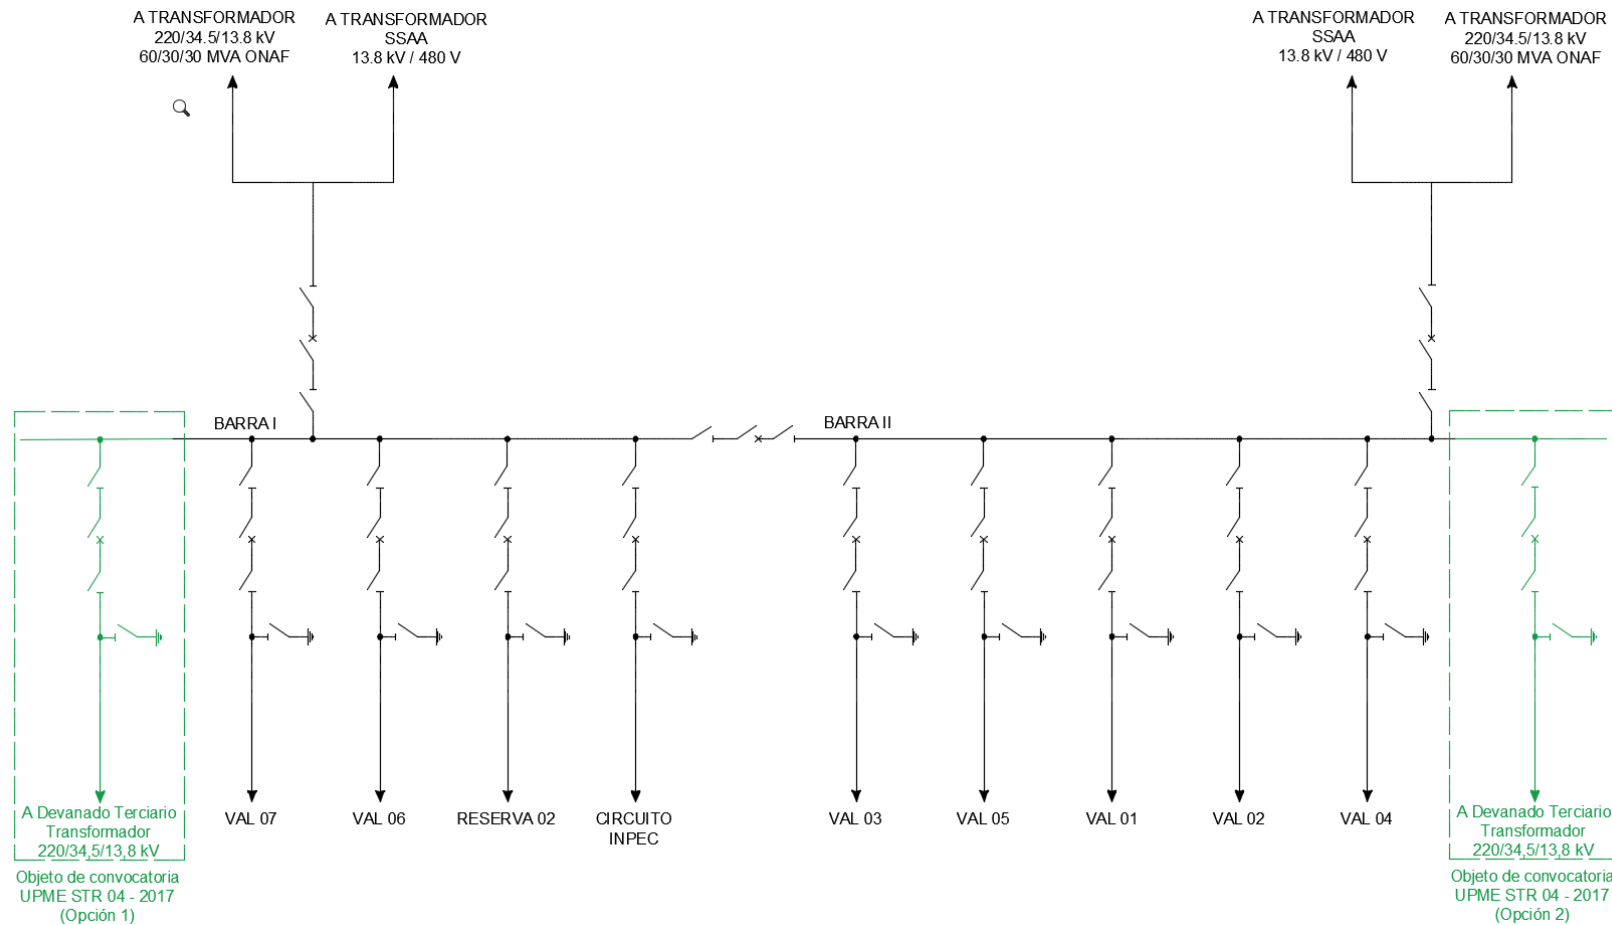 A TRANSFORMADOR
220/34.5/13.8 kV
60/30/30 MVA ONAF
A TRANSFORMADOR
SSAA
13.8 kV / 480 V
A TRANSFORMADOR
SSAA
13.8 kV / 480 V
A TRANSFORMADOR
220/34.5/13.8 kV
60/30/30 MVA ONAF
BARRA I
BARRA II
A Devanado Terciario
Transformador
220/34,5/13,8 kV
VAL 07
VAL 06
RESERVA 02
CIRCUITO
INPEC
VAL 03
VAL 05
VAL 01
VAL 02
VAL 04
A Devanado Terciario
Transformador
220/34,5/13,8 kV
Objeto de convocatoria
UPME STR 04 - 2017
(Opción 1)
Objeto de convocatoria
UPME STR 04 - 2017
(Opción 2)